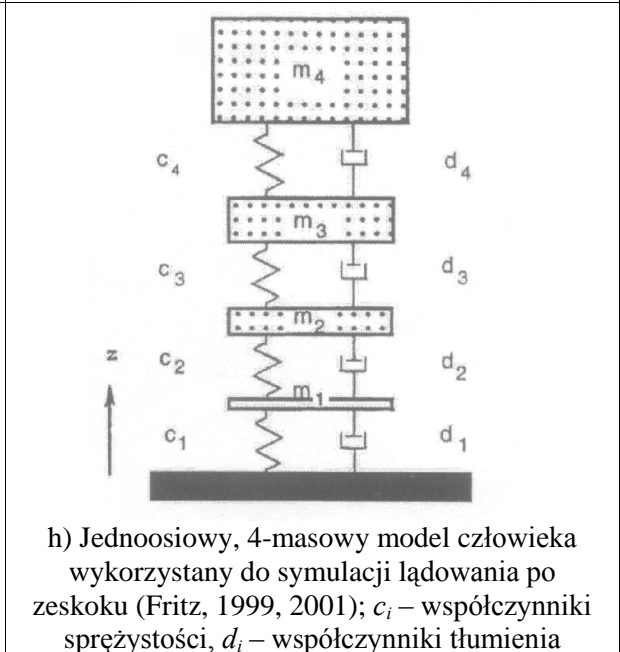 m4
c4
d4
m3
c3
d3
m2
z
c2
d2
m1
c1
d1
h) Jednoosiowy, 4-masowy model człowieka
wykorzystany do symulacji lądowania po
zeskoku (Fritz, 1999, 2001); ci – współczynniki
sprężystości, di – współczynniki tłumienia